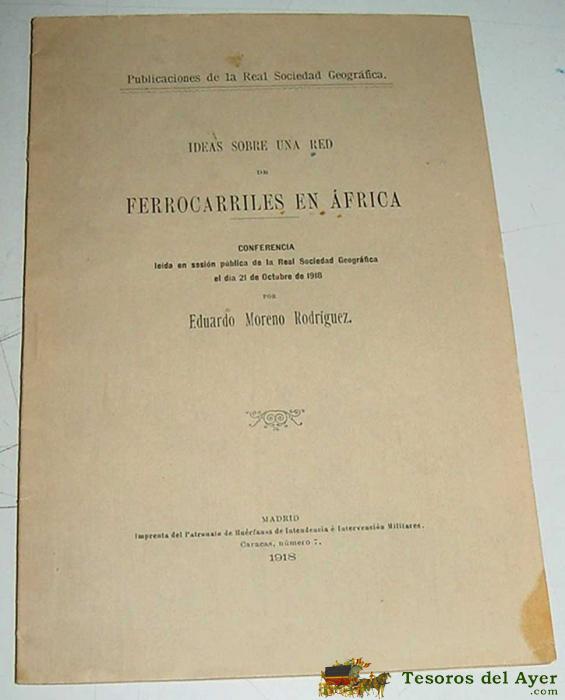 Publicaciones de la Real Sociedad Geográfica.
IDEAS SOBRE UNA RED
DE
FERROCARRILES EN ÁFRICA
CONFERENCIA
leída en sesión pública de la Real Sociedad Geográfica
el día 21 de Octubre de 1918
POR
Eduardo Moreno Rodríguez.
MADRID
Imprenta del Patronato de Huérfanos de Intendencia é Intervención Militares.
Caracas, número 7.
1918
Tesoros del Ayer
.com